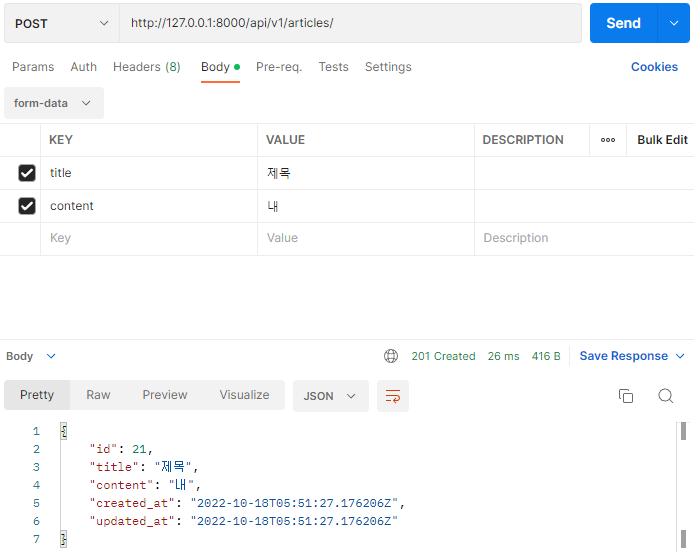 POST http://127.0.0.1:8000/api/v1/articles/ Send
Params Auth Headers (8) Body Pre-req. Tests Settings Cookies
form-data
KEY VALUE DESCRIPTION Bulk Edit
title 제목
content 내
Key Value Description
Body 201 Created 26 ms 416 B Save Response
Pretty Raw Preview Visualize JSON
1 {
2 "id": 21,
3 "title": "제목",
4 "content": "내",
5 "created_at": "2022-10-18T05:51:27.176206Z",
6 "updated_at": "2022-10-18T05:51:27.176206Z"
7 }